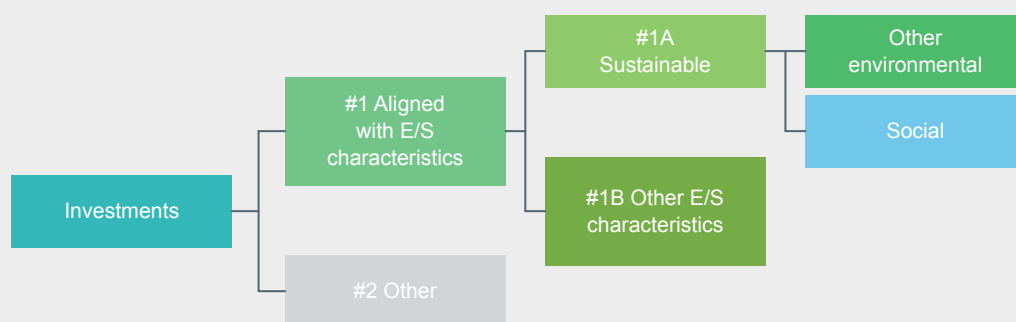 Investments
#1 Aligned
with E/S
characteristics
#2 Other
#1A
Sustainable
#1B Other E/S
characteristics
Other
environmental
Social